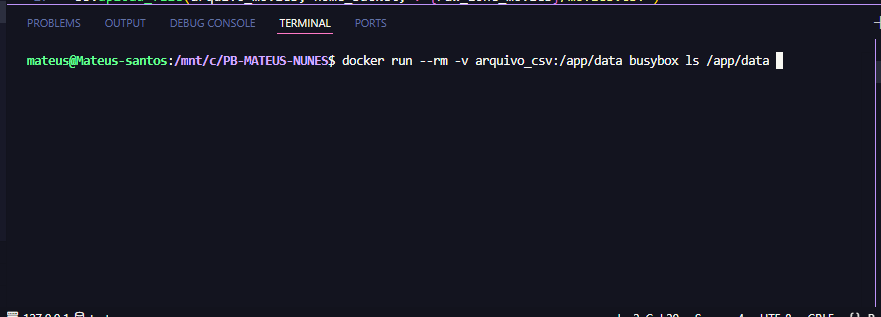 PROBLEMS OUTPUT DEBUG CONSOLE TERMINAL PORTS
mateus@Mateus-santos:/mnt/c/PB-MATEUS-NUNES$ docker run --rm -v arquivo_csv:/app/data busybox ls /app/data